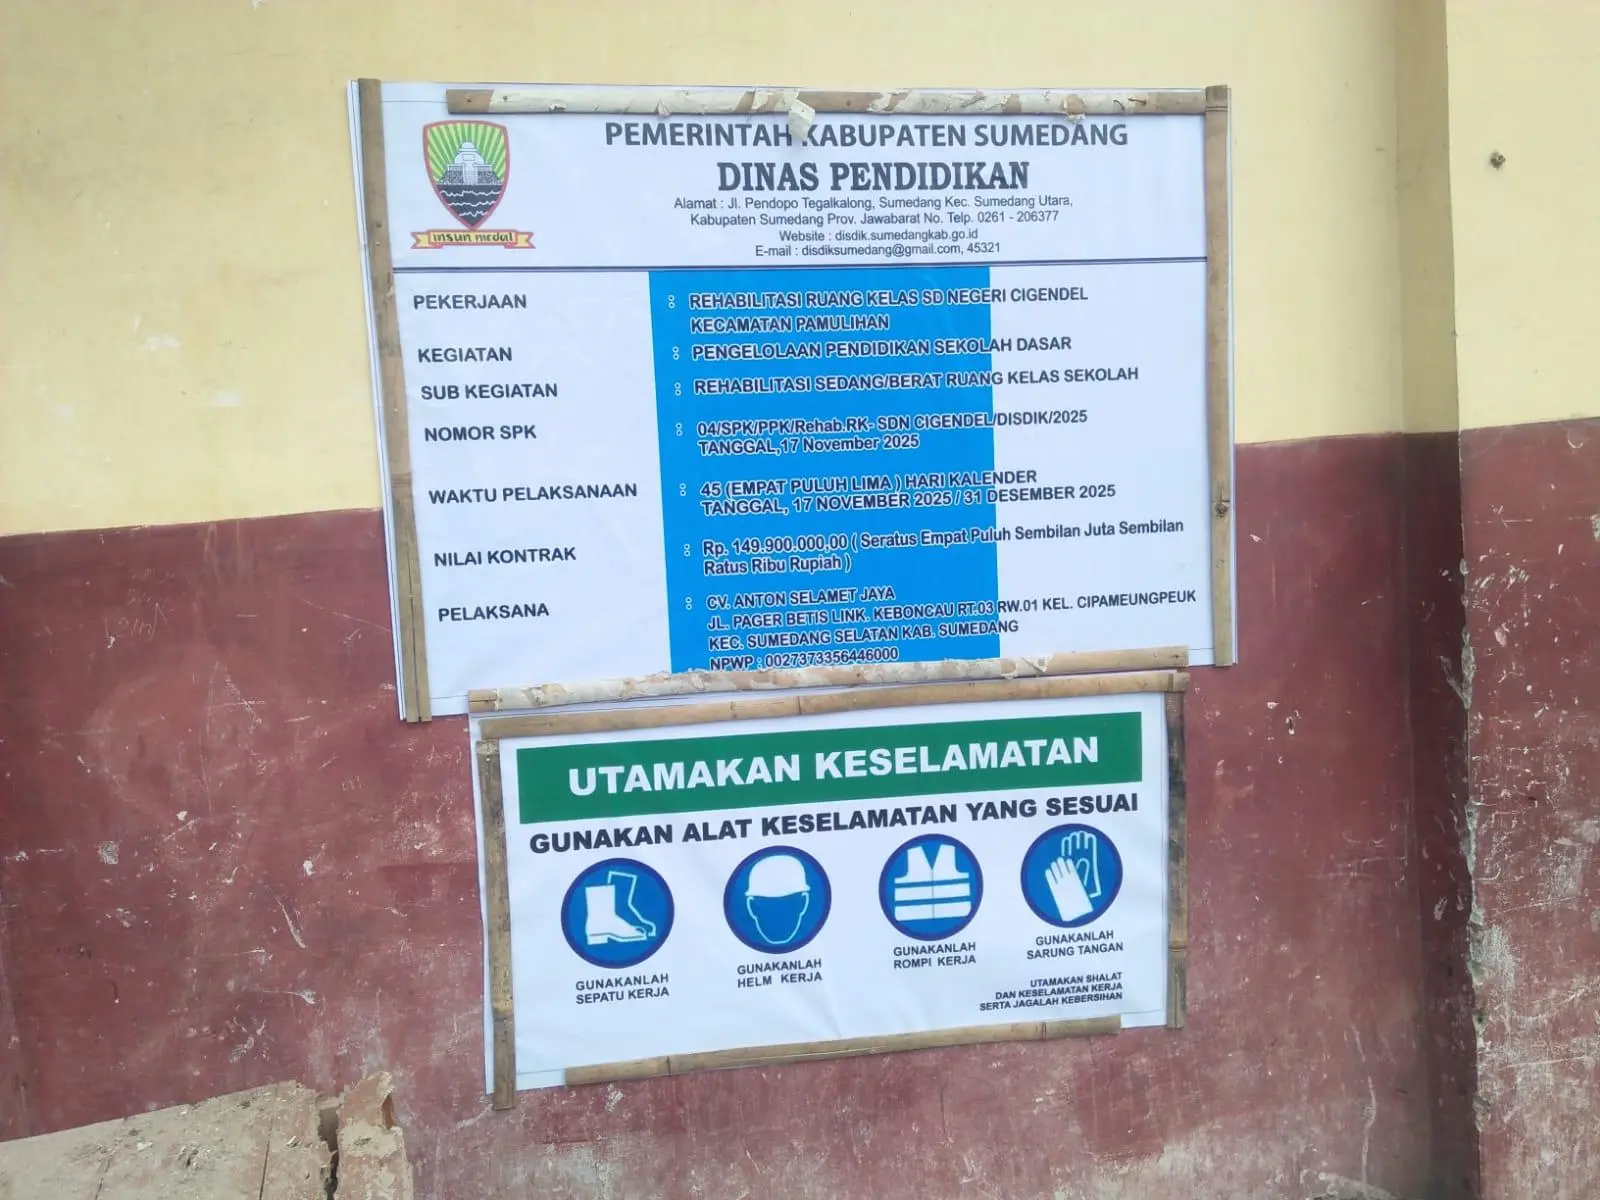 PEMERINTAH KABUPATEN SUMEDANG
DINAS PENDIDIKAN
Alamat : Jl. Pendopo Tegalkalong, Sumedang Kec. Sumedang Utara,
Kabupaten Sumedang Prov. Jawabarat No. Telp. 0261 - 206377
Website : disdik.sumedangkab.go.id
E-mail : disdiksumedang@gmail.com, 45321
insun medal
PEKERJAAN : REHABILITASI RUANG KELAS SD NEGERI CIGENDEL
KECAMATAN PAMULIHAN
KEGIATAN : PENGELOLAAN PENDIDIKAN SEKOLAH DASAR
SUB KEGIATAN : REHABILITASI SEDANG/BERAT RUANG KELAS SEKOLAH
NOMOR SPK : 04/SPK/PPK/Rehab.RK- SDN CIGENDEL/DISDIK/2025
TANGGAL,17 November 2025
WAKTU PELAKSANAAN : 45 (EMPAT PULUH LIMA ) HARI KALENDER
TANGGAL, 17 NOVEMBER 2025 / 31 DESEMBER 2025
NILAI KONTRAK : Rp. 149.900.000,00 ( Seratus Empat Puluh Sembilan Juta Sembilan
Ratus Ribu Rupiah )
PELAKSANA : CV. ANTON SELAMET JAYA
JL. PAGER BETIS LINK. KEBONCAU RT.03 RW.01 KEL. CIPAMEUNGPEUK
KEC. SUMEDANG SELATAN KAB. SUMEDANG
NPWP : 0027373356446000
UTAMAKAN KESELAMATAN
GUNAKAN ALAT KESELAMATAN YANG SESUAI
GUNAKANLAH
SEPATU KERJA
GUNAKANLAH
HELM KERJA
GUNAKANLAH
ROMPI KERJA
GUNAKANLAH
SARUNG TANGAN
UTAMAKAN SHALAT
DAN KESELAMATAN KERJA
SERTA JAGALAH KEBERSIHAN